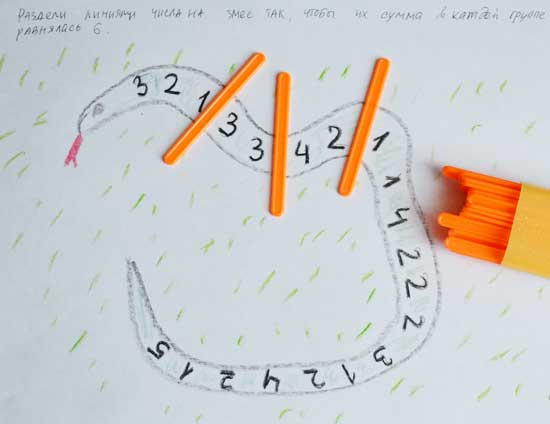 РАЗДЕЛИ ЛИНИЯМИ ЧИСЛА НА ЗМЕЕ ТАК, ЧТОБЫ ИХ СУММА В КАЖДОЙ ГРУППЕ
РАВНЯЛАСЬ 6.
3 2 1 3 3 4 2 1 1 4 2 2 2 3 1 2 4 2 1 5